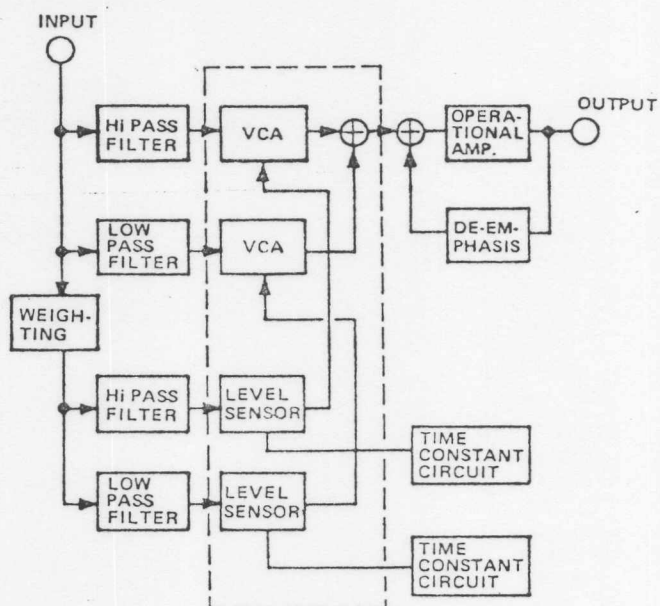 INPUT
Hi PASS
FILTER
VCA
OPERA-
TIONAL
AMP.
OUTPUT
LOW
PASS
FILTER
VCA
DE-EM-
PHASIS
WEIGH-
TING
Hi PASS
FILTER
LEVEL
SENSOR
TIME
CONSTANT
CIRCUIT
LOW
PASS
FILTER
LEVEL
SENSOR
TIME
CONSTANT
CIRCUIT